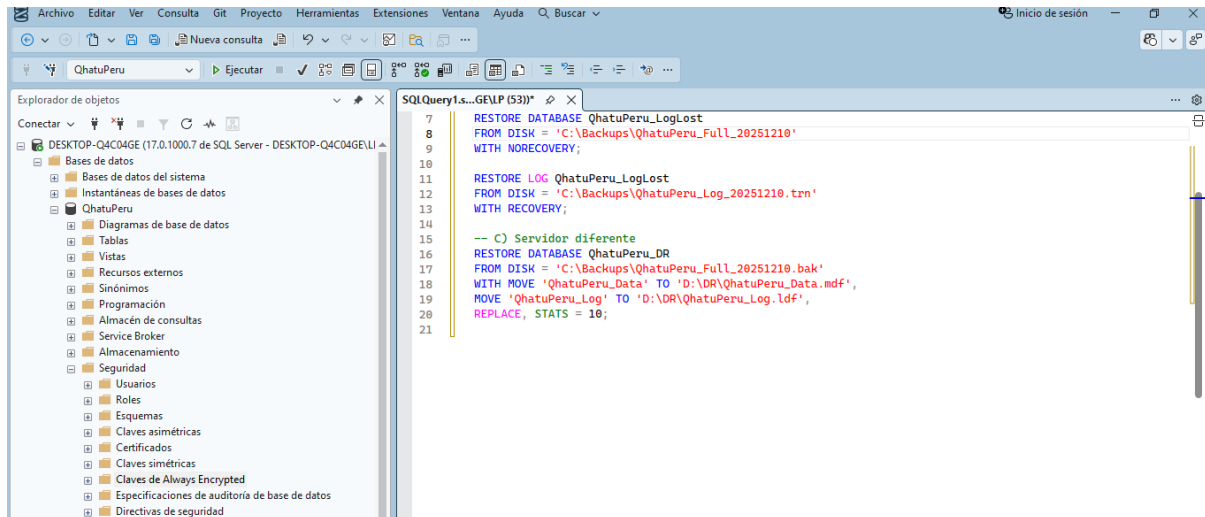 Archivo Editar Ver Consulta Git Proyecto Herramientas Extensiones Ventana Ayuda Buscar Inicio de sesión
Nueva consulta
QhatuPeru Ejecutar
Explorador de objetos
Conectar
DESKTOP-Q4C04GE (17.0.1000.7 de SQL Server - DESKTOP-Q4C04GE\LI
Bases de datos
Bases de datos del sistema
Instantáneas de bases de datos
QhatuPeru
Diagramas de base de datos
Tablas
Vistas
Recursos externos
Sinónimos
Programación
Almacén de consultas
Service Broker
Almacenamiento
Seguridad
Usuarios
Roles
Esquemas
Claves asimétricas
Certificados
Claves simétricas
Claves de Always Encrypted
Especificaciones de auditoría de base de datos
Directivas de seguridad
SQLQuery1.s...GE\LP (53))*
7 RESTORE DATABASE QhatuPeru_LogLost
8 FROM DISK = 'C:\Backups\QhatuPeru_Full_20251210'
9 WITH NORECOVERY;
10
11 RESTORE LOG QhatuPeru_LogLost
12 FROM DISK = 'C:\Backups\QhatuPeru_Log_20251210.trn'
13 WITH RECOVERY;
14
15 -- C) Servidor diferente
16 RESTORE DATABASE QhatuPeru_DR
17 FROM DISK = 'C:\Backups\QhatuPeru_Full_20251210.bak'
18 WITH MOVE 'QhatuPeru_Data' TO 'D:\DR\QhatuPeru_Data.mdf',
19 MOVE 'QhatuPeru_Log' TO 'D:\DR\QhatuPeru_Log.ldf',
20 REPLACE, STATS = 10;
21